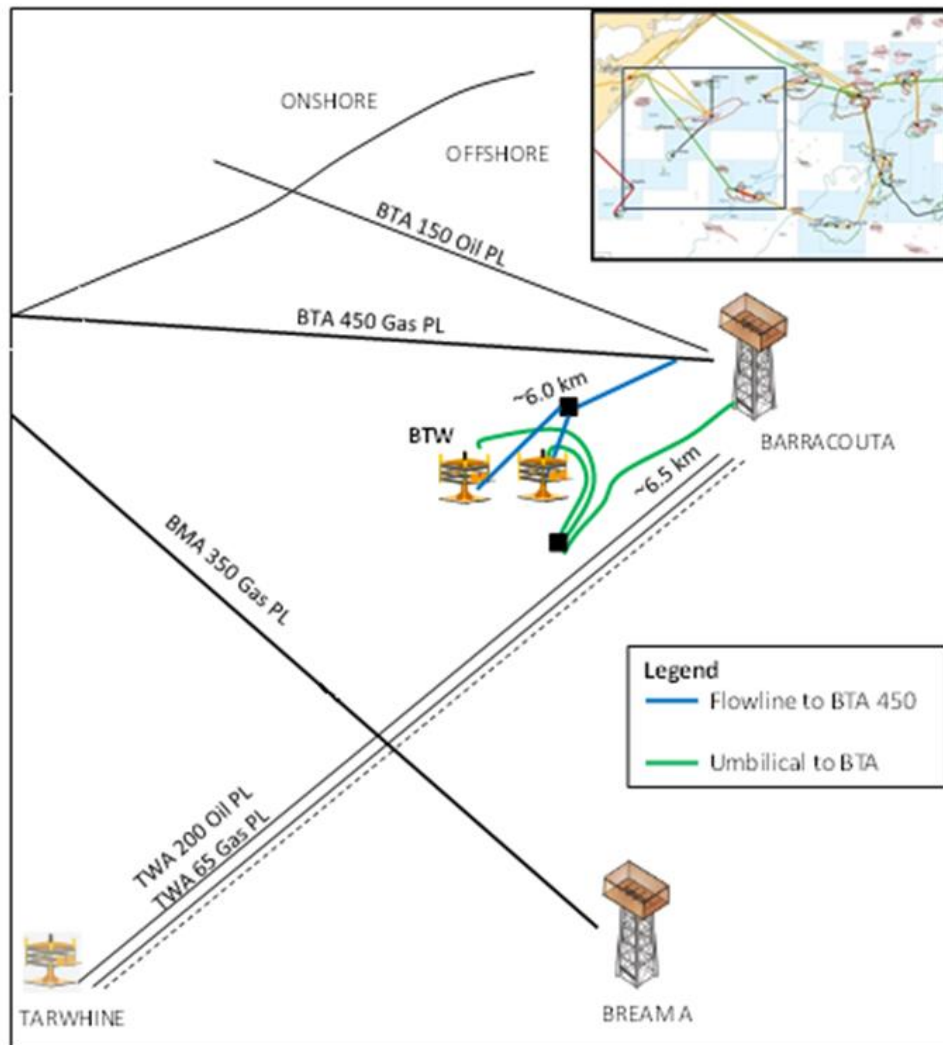 ONSHORE
OFFSHORE
BTA 150 Oil PL
BTA 450 Gas PL
~6.0 km
BTW
BARRACOUTA
~6.5 km
BMA 350 Gas PL
Legend
Flowline to BTA 450
Umbilical to BTA
TWA 200 Oil PL
TWA 65 Gas PL
TARWHINE
BREAM A